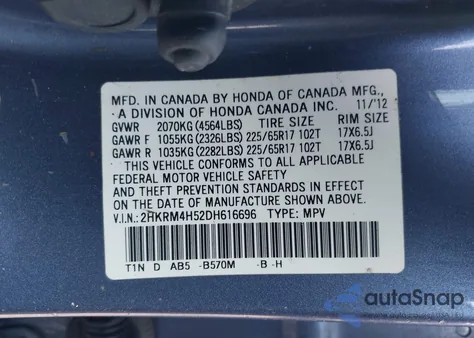 MFD. IN CANADA BY HONDA OF CANADA MFG.,
A DIVISION OF HONDA CANADA INC. 11/'12
GVWR 2070KG (4564LBS) TIRE SIZE RIM SIZE
GAWR F 1055KG (2326LBS) 225/65R17 102T 17X6.5J
GAWR R 1035KG (2282LBS) 225/65R17 102T 17X6.5J
THIS VEHICLE CONFORMS TO ALL APPLICABLE
FEDERAL MOTOR VEHICLE SAFETY
AND THEFT PREVENTION STANDARDS IN EFFECT
ON THE DATE OF MANUFACTURE SHOWN ABOVE.
V.I.N.: 2HKRM4H52DH616696 TYPE: MPV
T1N D AB5 -B570M -B -H
autoSnap